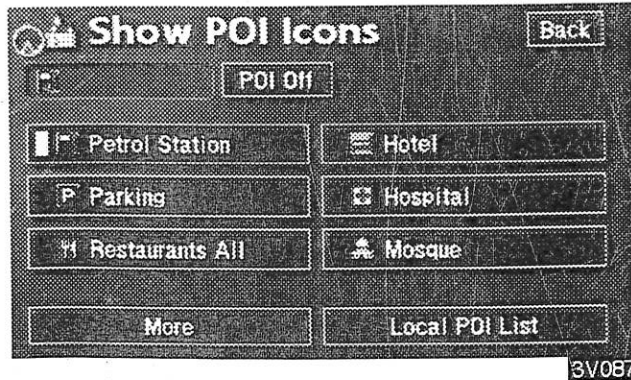 Show POI Icons Back
POI Off
Petrol Station Hotel
P Parking Hospital
Restaurants All Mosque
More Local POI List
3V087